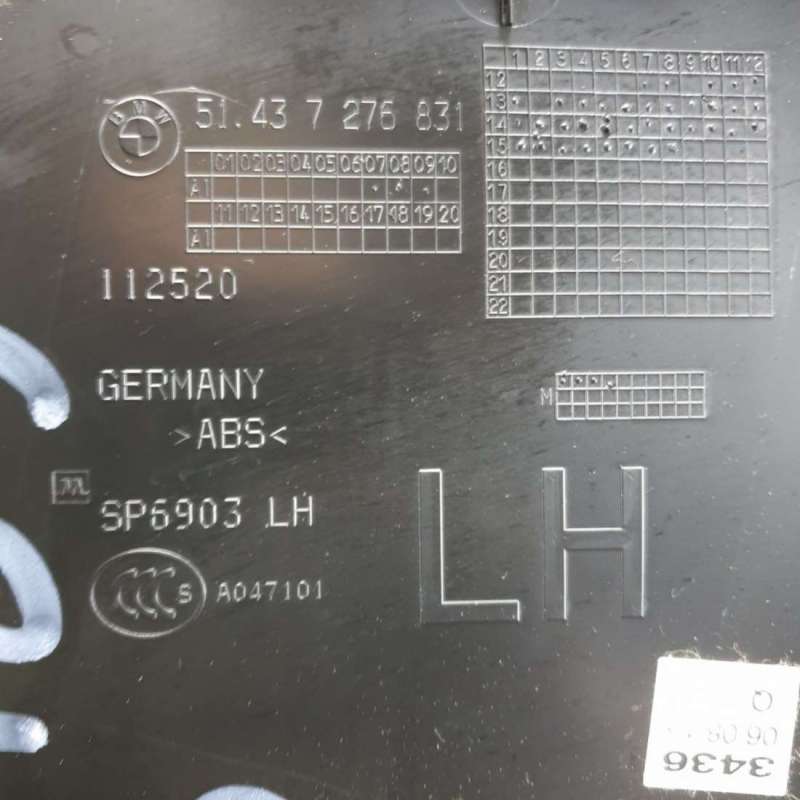 BMW
51.43 7 276 831
01 02 03 04 05 06 07 08 09 10
A1
11 12 13 14 15 16 17 18 19 20
A1
1 2 3 4 5 6 7 8 9 10 11 12
12
13
14
15
16
17
18
19
20
21
22
112520
GERMANY
>ABS<
M
SP6903 LH
LH
CCC S A047101
Q
3436